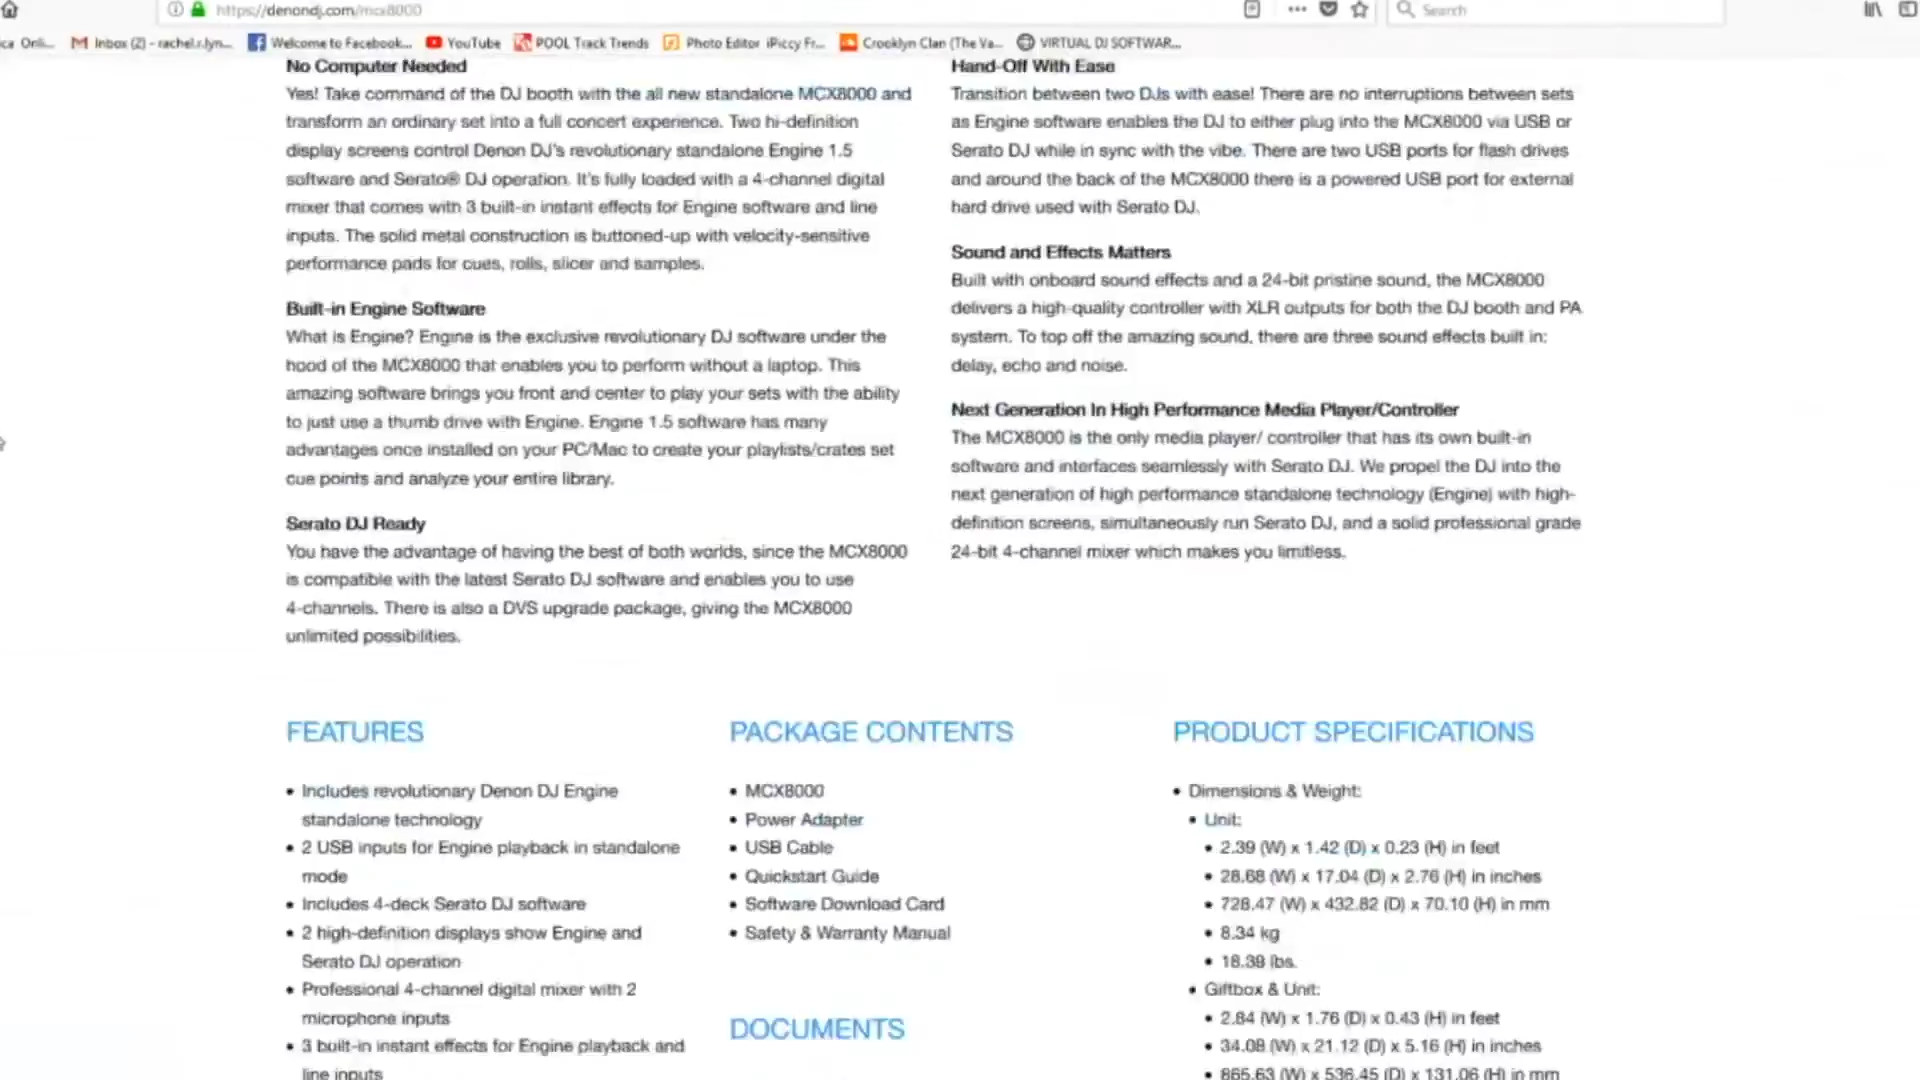 https://denondj.com/mcx8000
Search
ca Onli...
Inbox (2) - rachel.r.lyn...
Welcome to Facebook...
YouTube
POOL Track Trends
Photo Editor iPiccy Fr...
Crooklyn Clan (The Va...
VIRTUAL DJ SOFTWAR...
No Computer Needed
Yes! Take command of the DJ booth with the all new standalone MCX8000 and
transform an ordinary set into a full concert experience. Two hi-definition
display screens control Denon DJ's revolutionary standalone Engine 1.5
software and Serato® DJ operation. It's fully loaded with a 4-channel digital
mixer that comes with 3 built-in instant effects for Engine software and line
inputs. The solid metal construction is buttoned-up with velocity-sensitive
performance pads for cues, rolls, slicer and samples.
Built-in Engine Software
What is Engine? Engine is the exclusive revolutionary DJ software under the
hood of the MCX8000 that enables you to perform without a laptop. This
amazing software brings you front and center to play your sets with the ability
to just use a thumb drive with Engine. Engine 1.5 software has many
advantages once installed on your PC/Mac to create your playlists/crates set
cue points and analyze your entire library.
Serato DJ Ready
You have the advantage of having the best of both worlds, since the MCX8000
is compatible with the latest Serato DJ software and enables you to use
4-channels. There is also a DVS upgrade package, giving the MCX8000
unlimited possibilities.
Hand-Off With Ease
Transition between two DJs with ease! There are no interruptions between sets
as Engine software enables the DJ to either plug into the MCX8000 via USB or
Serato DJ while in sync with the vibe. There are two USB ports for flash drives
and around the back of the MCX8000 there is a powered USB port for external
hard drive used with Serato DJ.
Sound and Effects Matters
Built with onboard sound effects and a 24-bit pristine sound, the MCX8000
delivers a high-quality controller with XLR outputs for both the DJ booth and PA
system. To top off the amazing sound, there are three sound effects built in:
delay, echo and noise.
Next Generation In High Performance Media Player/Controller
The MCX8000 is the only media player/ controller that has its own built-in
software and interfaces seamlessly with Serato DJ. We propel the DJ into the
next generation of high performance standalone technology (Engine) with high-
definition screens, simultaneously run Serato DJ, and a solid professional grade
24-bit 4-channel mixer which makes you limitless.
FEATURES
• Includes revolutionary Denon DJ Engine
standalone technology
• 2 USB inputs for Engine playback in standalone
mode
• Includes 4-deck Serato DJ software
• 2 high-definition displays show Engine and
Serato DJ operation
• Professional 4-channel digital mixer with 2
microphone inputs
• 3 built-in instant effects for Engine playback and
line inputs
PACKAGE CONTENTS
• MCX8000
• Power Adapter
• USB Cable
• Quickstart Guide
• Software Download Card
• Safety & Warranty Manual
DOCUMENTS
PRODUCT SPECIFICATIONS
• Dimensions & Weight:
• Unit:
• 2.39 (W) x 1.42 (D) x 0.23 (H) in feet
• 28.68 (W) x 17.04 (D) x 2.76 (H) in inches
• 728.47 (W) x 432.82 (D) x 70.10 (H) in mm
• 8.34 kg
• 18.39 lbs.
• Giftbox & Unit:
• 2.84 (W) x 1.76 (D) x 0.43 (H) in feet
• 34.08 (W) x 21.12 (D) x 5.16 (H) in inches
• 865.63 (W) x 536.45 (D) x 131.06 (H) in mm